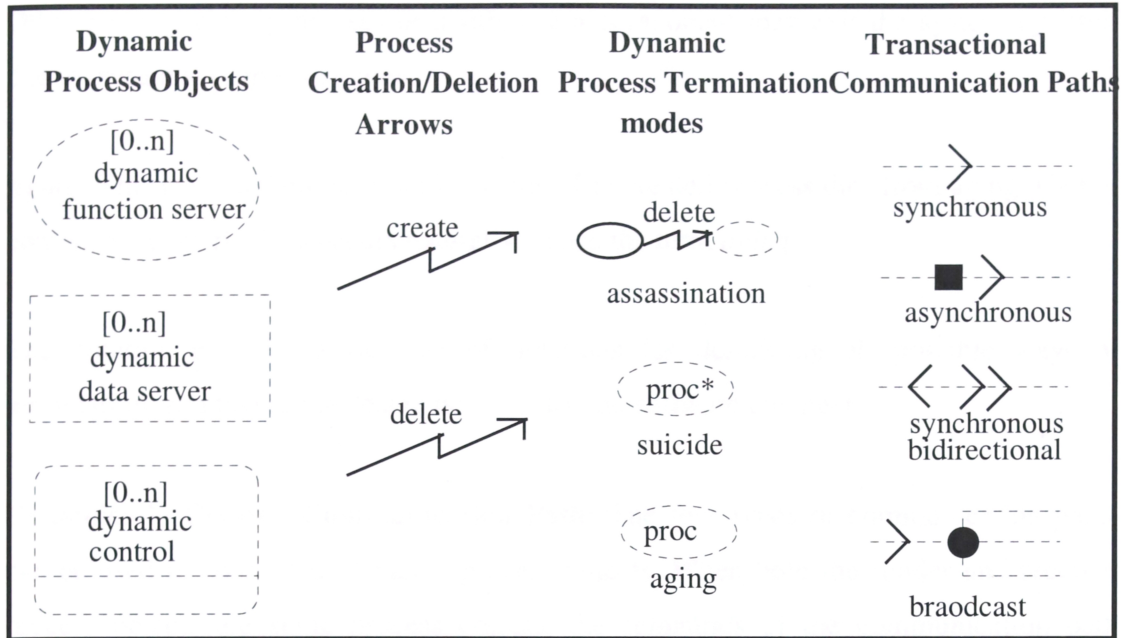 Dynamic
Process Objects
[0..n]
dynamic
function server
[0..n]
dynamic
data server
[0..n]
dynamic
control
Process
Creation/Deletion
Arrows
create
delete
Dynamic
Process Termination
modes
delete
assassination
proc*
suicide
proc
aging
Transactional
Communication Paths
synchronous
asynchronous
synchronous
bidirectional
braodcast